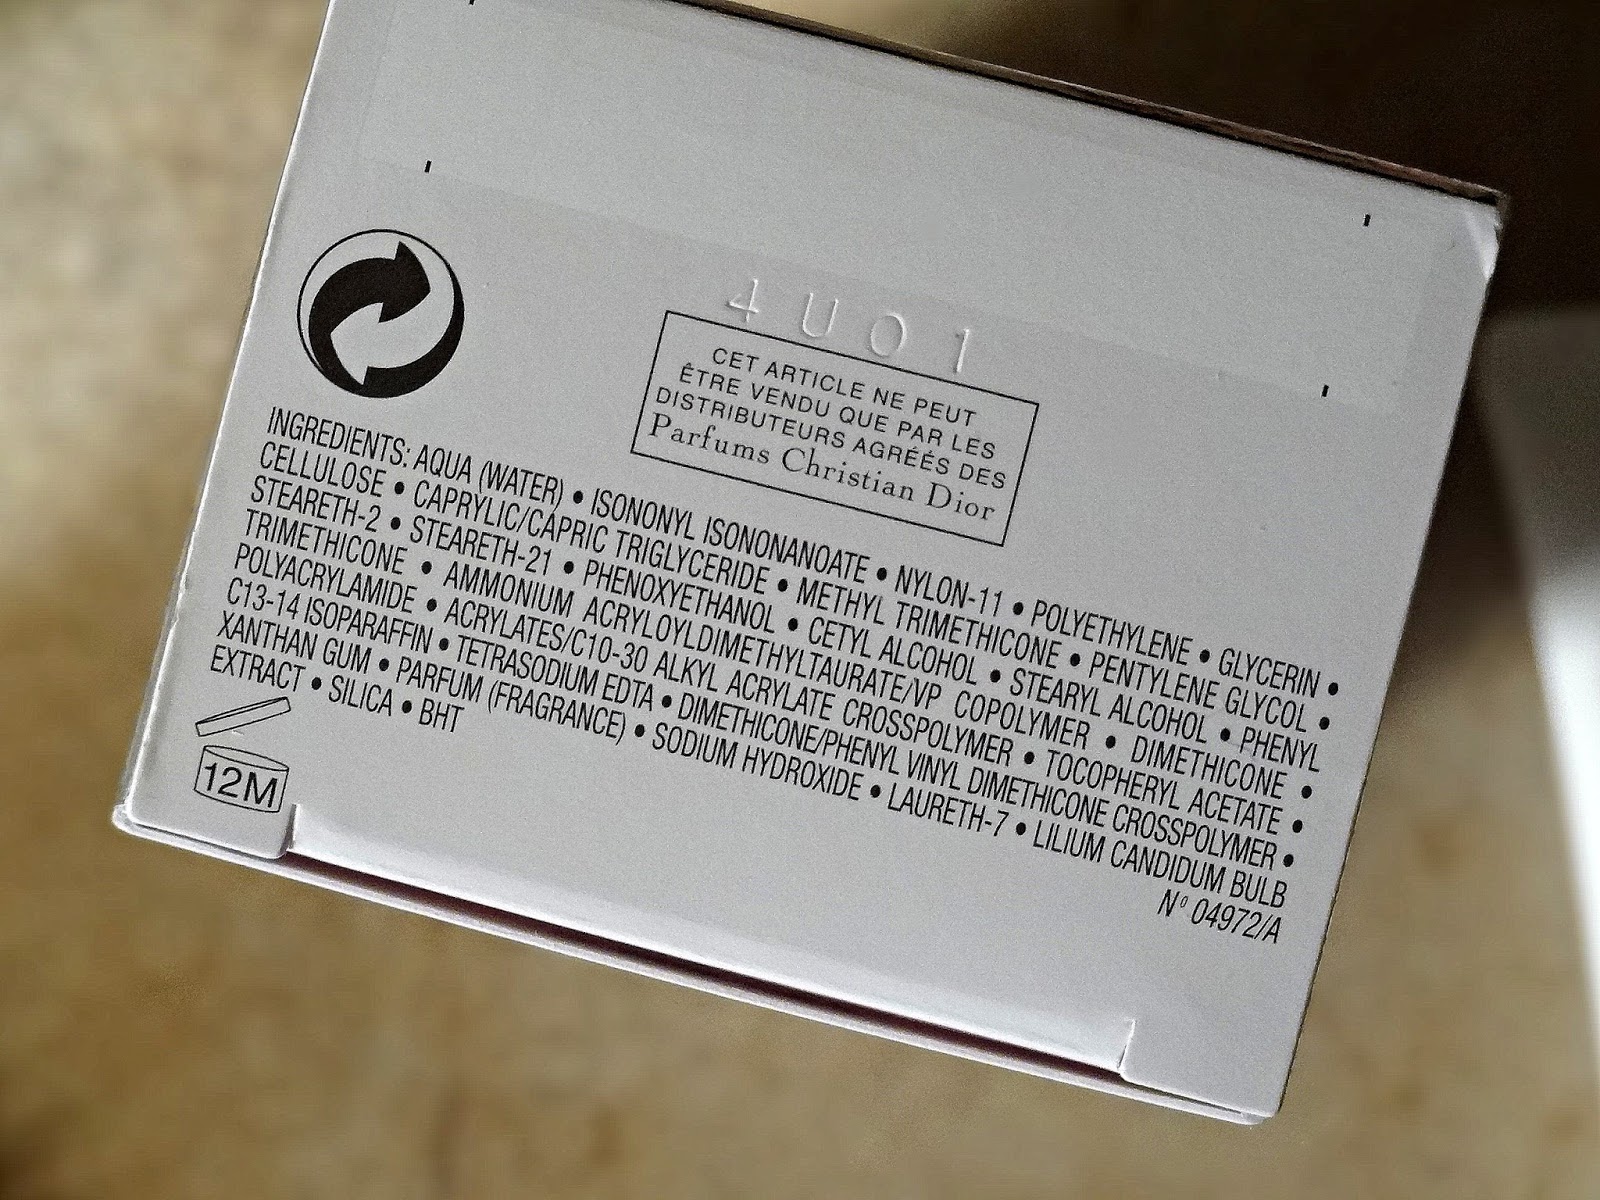 4U01
CET ARTICLE NE PEUT
ÊTRE VENDU QUE PAR LES
DISTRIBUTEURS AGRÉÉS DES
Parfums Christian Dior
INGREDIENTS: AQUA (WATER) • ISONONYL ISONONANOATE • NYLON-11 • POLYETHYLENE • GLYCERIN •
CELLULOSE • CAPRYLIC/CAPRIC TRIGLYCERIDE • METHYL TRIMETHICONE • PENTYLENE GLYCOL •
STEARETH-2 • STEARETH-21 • PHENOXYETHANOL • CETYL ALCOHOL • STEARYL ALCOHOL • PHENYL
TRIMETHICONE • AMMONIUM ACRYLOYLDIMETHYLTAURATE/VP COPOLYMER • DIMETHICONE •
POLYACRYLAMIDE • ACRYLATES/C10-30 ALKYL ACRYLATE CROSSPOLYMER • TOCOPHERYL ACETATE •
C13-14 ISOPARAFFIN • TETRASODIUM EDTA • DIMETHICONE/PHENYL VINYL DIMETHICONE CROSSPOLYMER •
XANTHAN GUM • PARFUM (FRAGRANCE) • SODIUM HYDROXIDE • LAURETH-7 • LILIUM CANDIDUM BULB
EXTRACT • SILICA • BHT N° 04972/A
12M